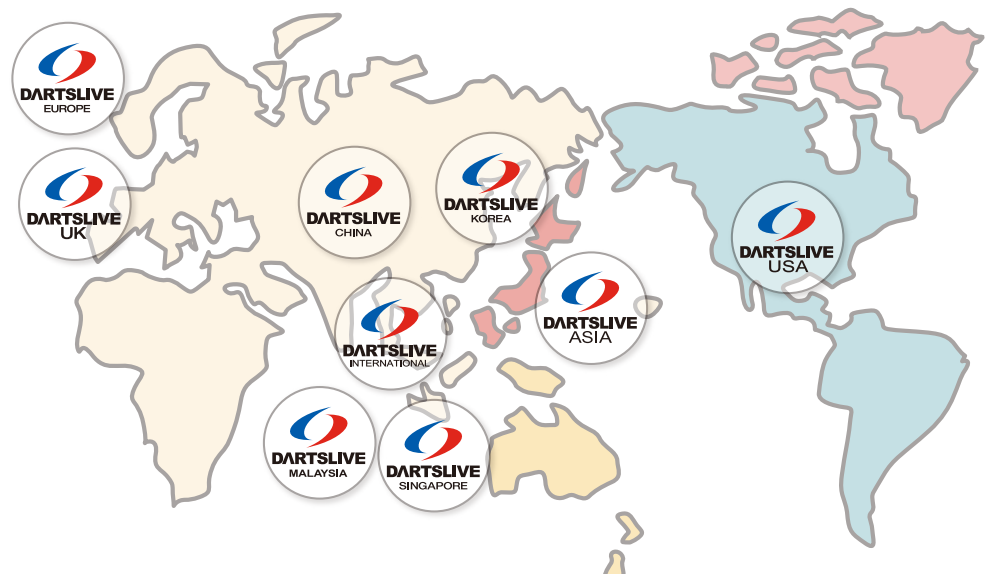 DARTSLIVE
EUROPE
DARTSLIVE
UK
DARTSLIVE
CHINA
DARTSLIVE
KOREA
DARTSLIVE
USA
DARTSLIVE
ASIA
DARTSLIVE
INTERNATIONAL
DARTSLIVE
MALAYSIA
DARTSLIVE
SINGAPORE